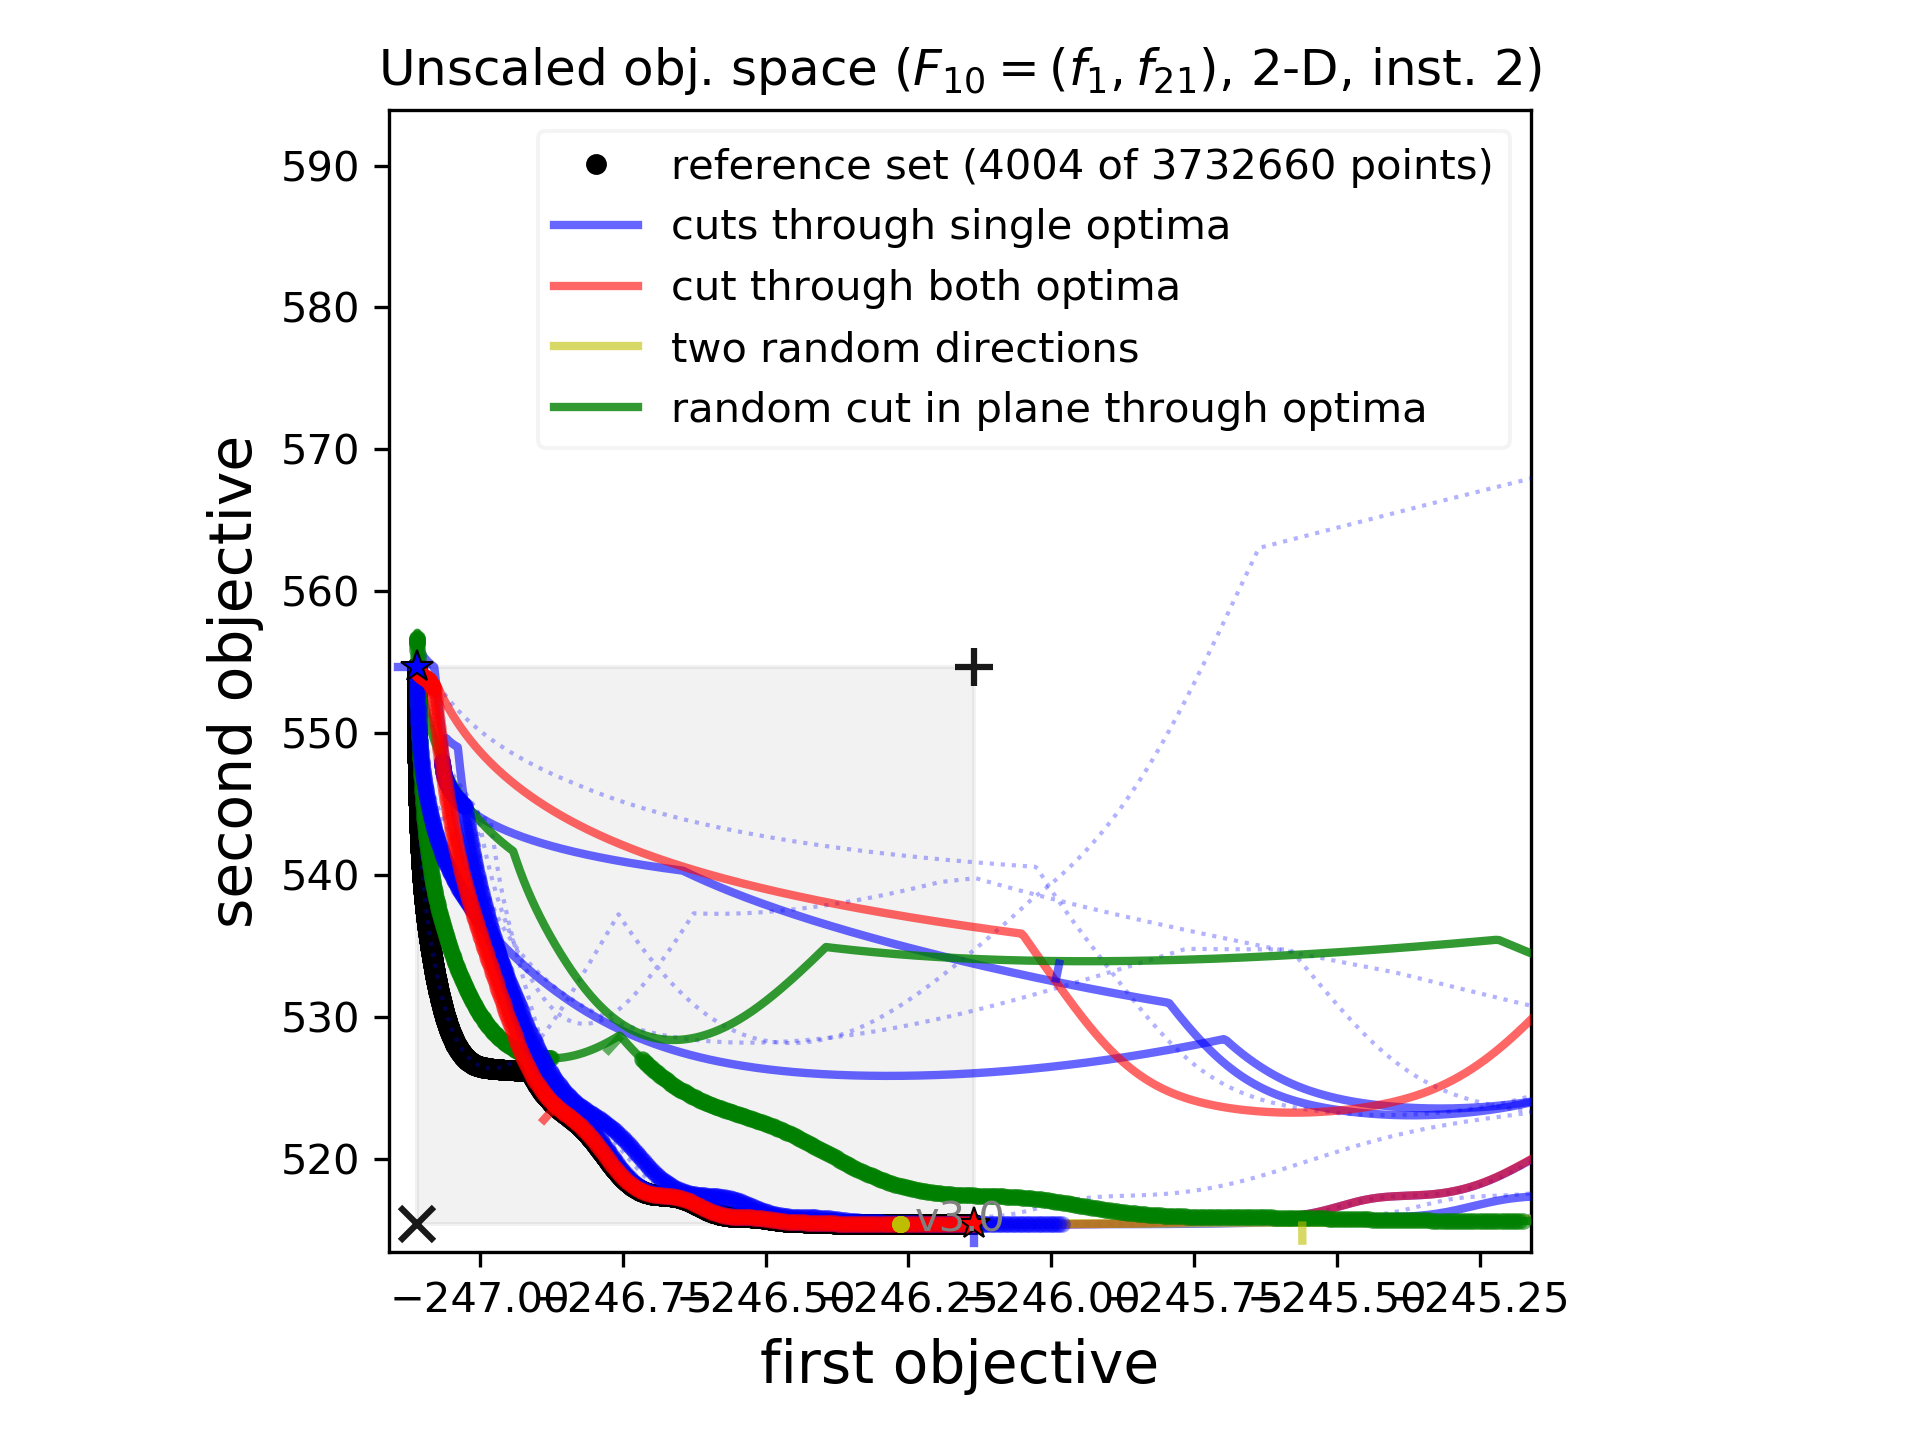 Unscaled obj. space (F10 = (f1, f21), 2-D, inst. 2)
reference set (4004 of 3732660 points)
cuts through single optima
cut through both optima
two random directions
random cut in plane through optima
590
580
570
560
550
540
530
520
second objective
v3.0
−247.00 −246.75 −246.50 −246.25 −246.00 −245.75 −245.50 −245.25
first objective